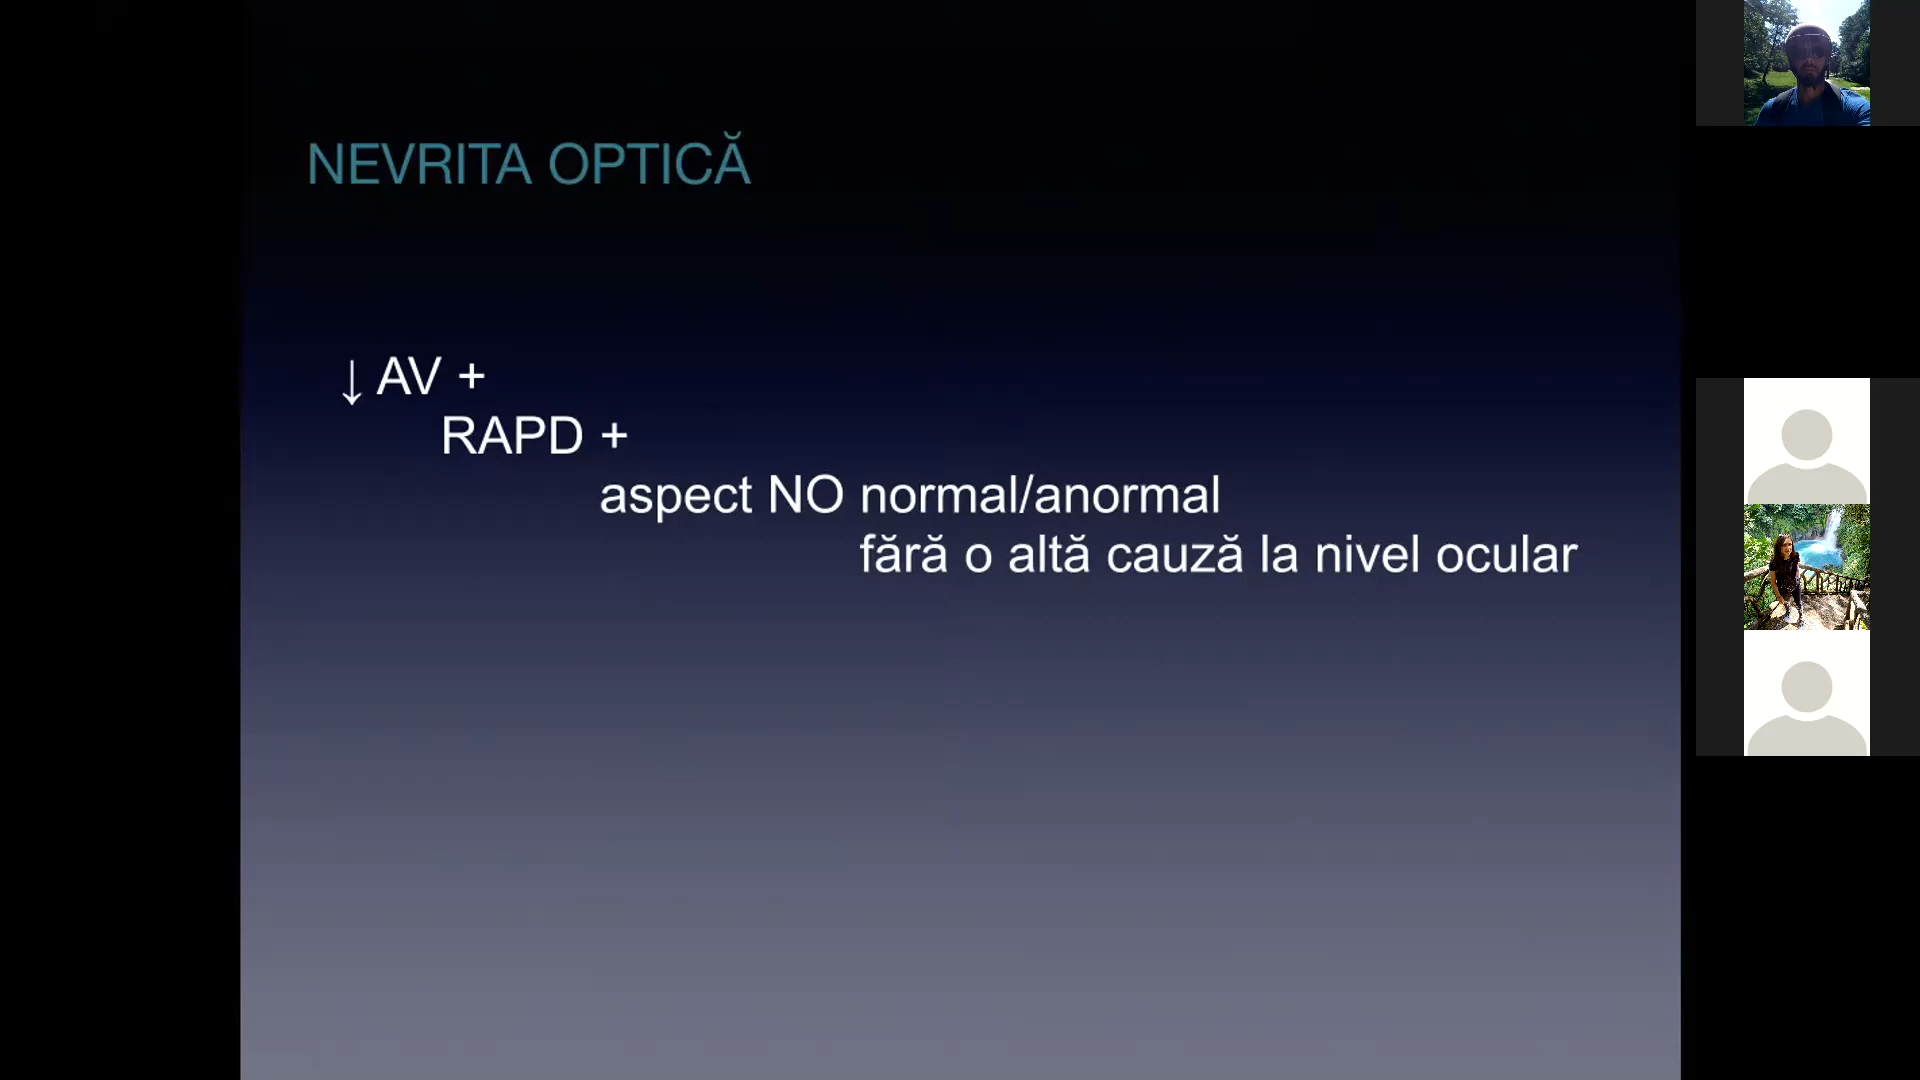 NEVRITA OPTICĂ
↓ AV +
RAPD +
aspect NO normal/anormal
fără o altă cauză la nivel ocular